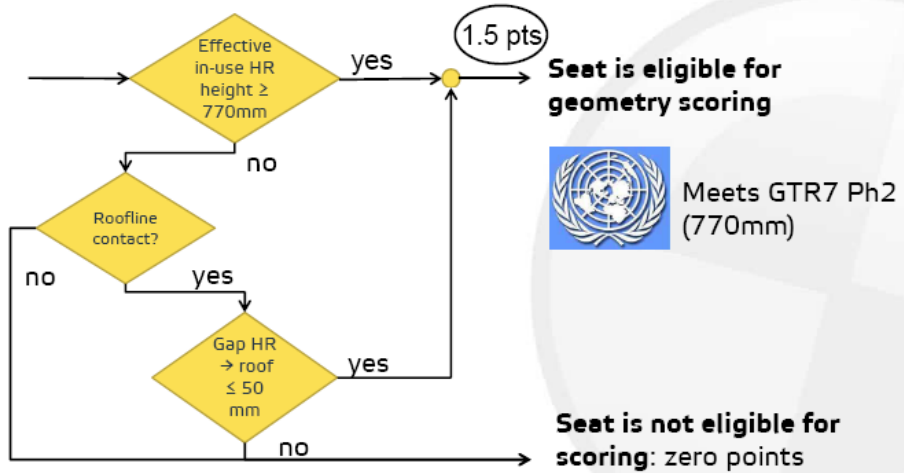 1.5 pts
Effective
in-use HR
height ≥
770mm
yes
Seat is eligible for
geometry scoring
no
Meets GTR7 Ph2
(770mm)
Roofline
contact?
no
yes
Gap HR
→ roof
≤ 50
mm
yes
no
Seat is not eligible for
scoring: zero points